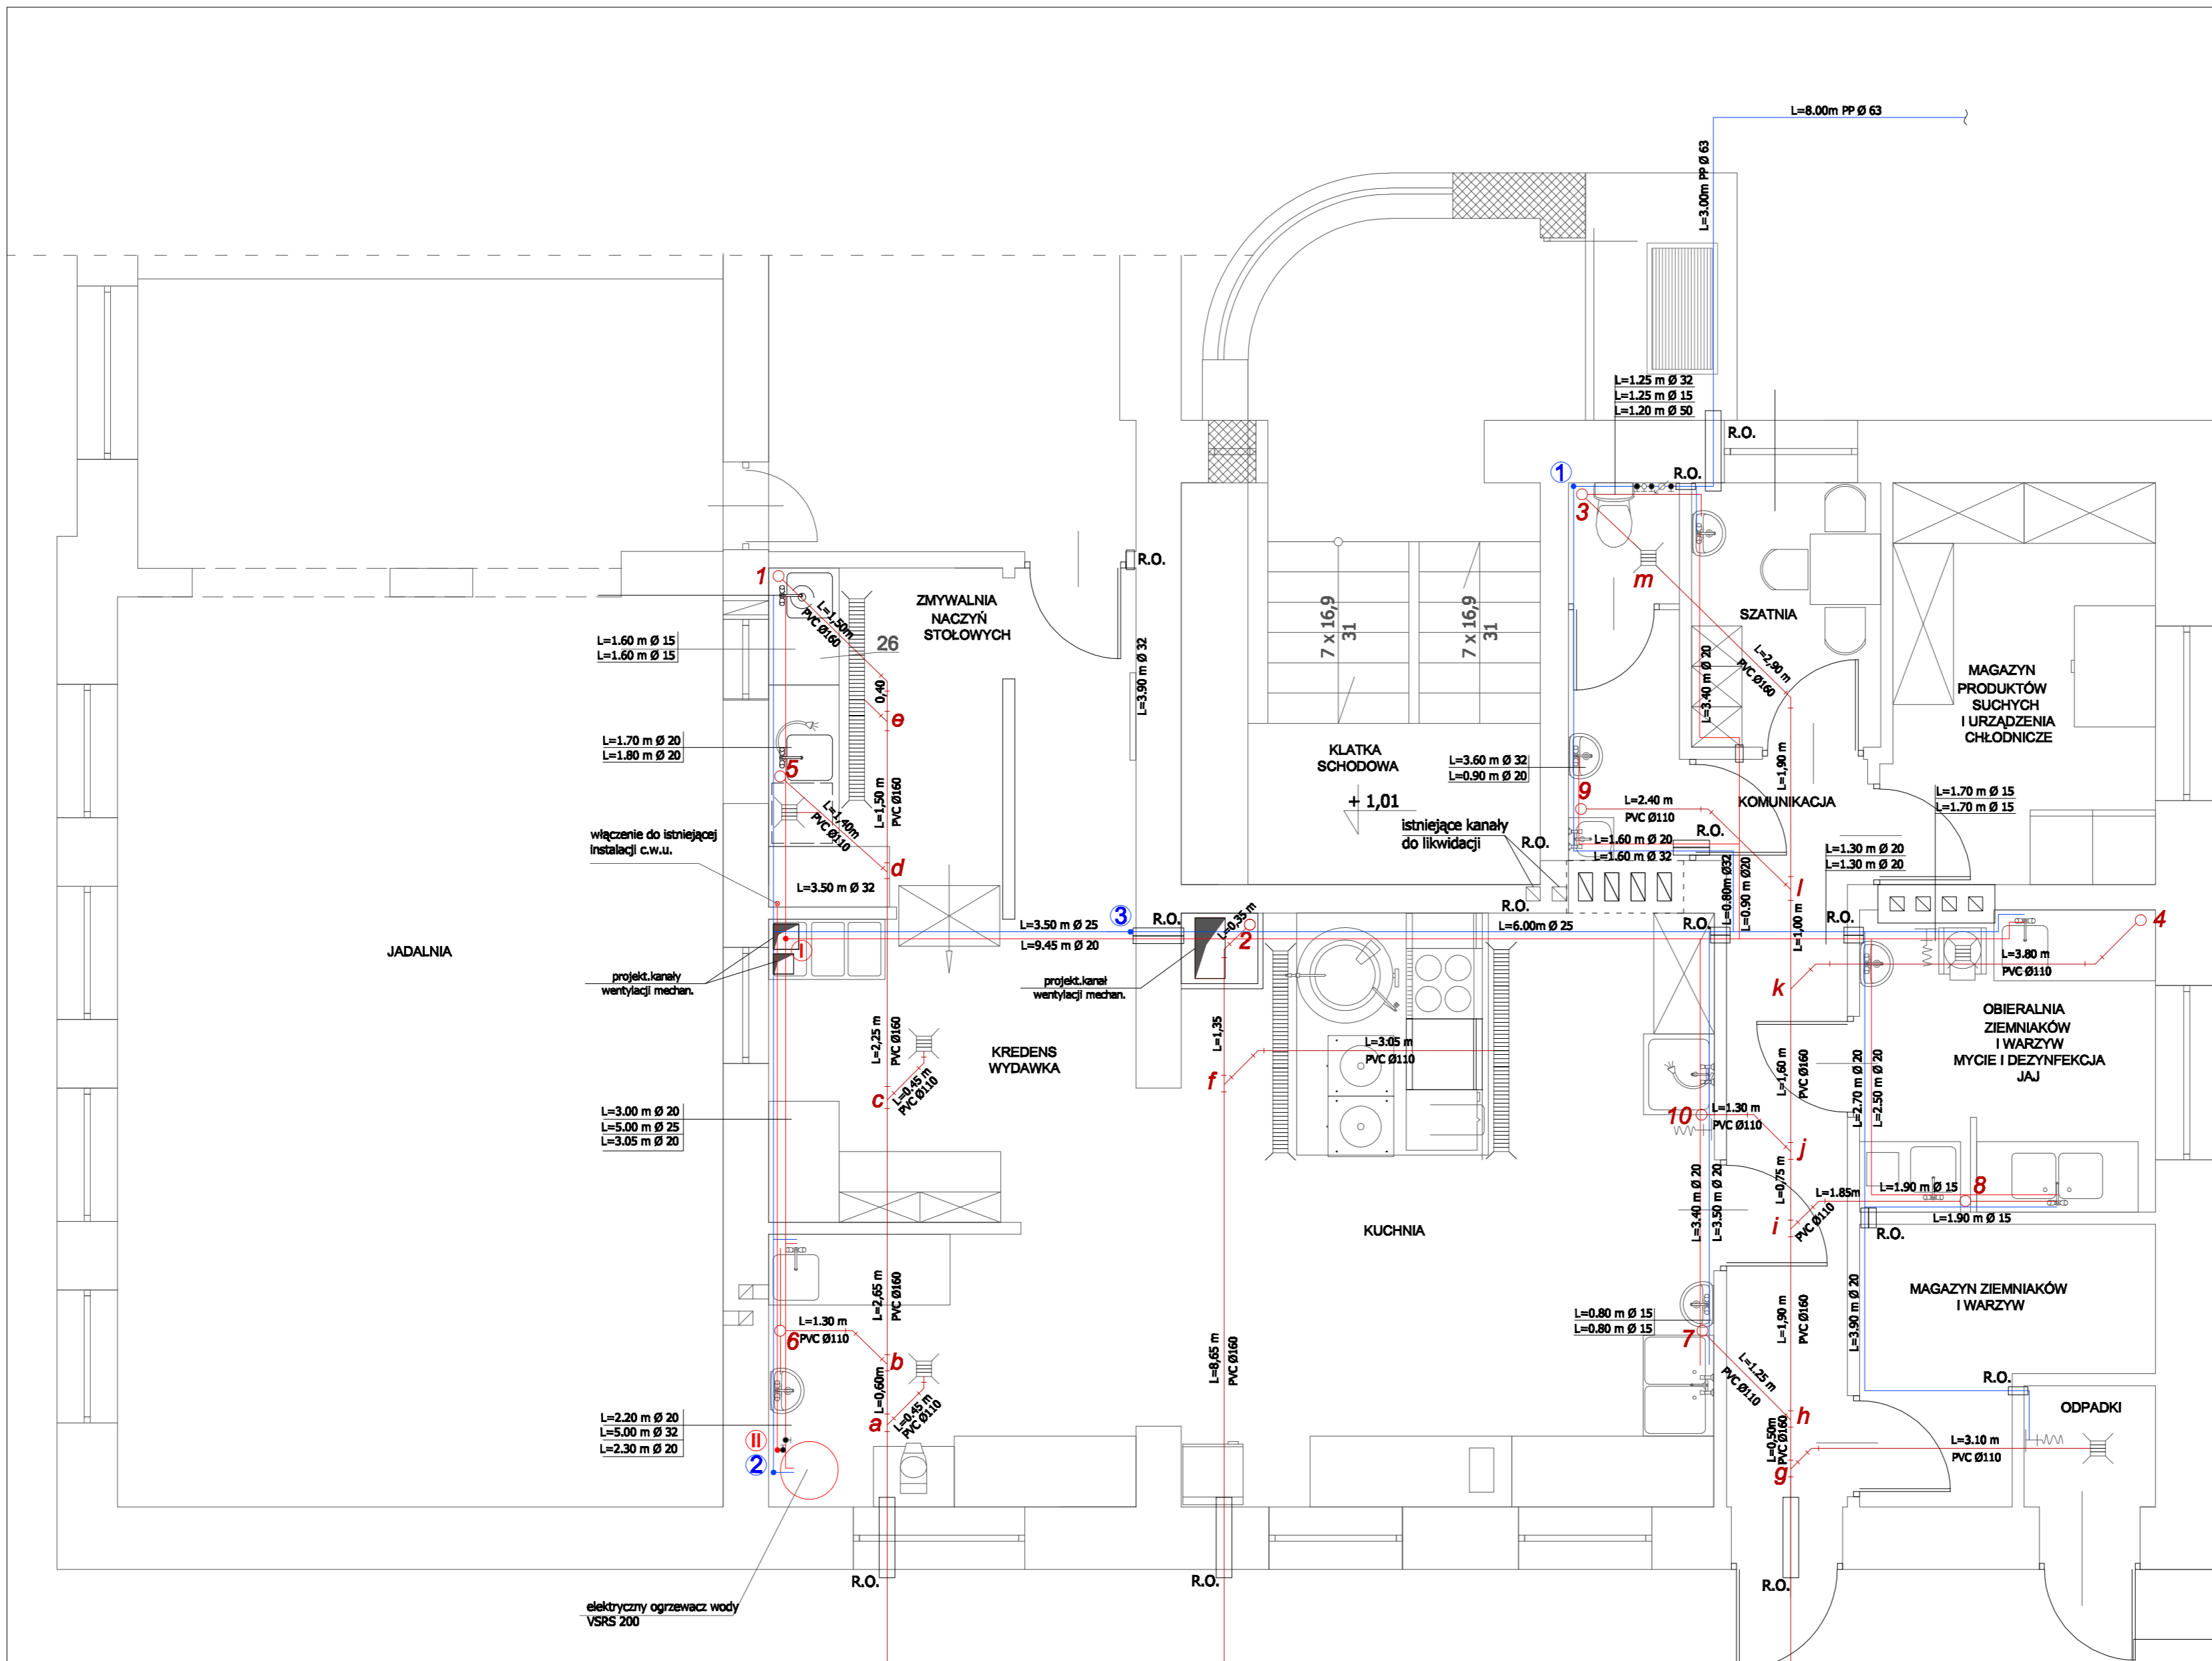 L=8.00m PP Ø 63
L=3.00m PP Ø 63
L=1.25 m Ø 32
L=1.25 m Ø 15
L=1.20 m Ø 50
R.O.
R.O.
1
3
m
SZATNIA
L=2,90 m
PVC Ø160
L=3.40 m Ø 20
MAGAZYN
PRODUKTÓW
SUCHYCH
I URZĄDZENIA
CHŁODNICZE
R.O.
1
L=1,50m
PVC Ø160
ZMYWALNIA
NACZYŃ
STOŁOWYCH
26
L=1.60 m Ø 15
L=1.60 m Ø 15
0,40
e
L=3.90 m Ø 32
7 x 16,9
31
7 x 16,9
31
L=1.70 m Ø 20
L=1.80 m Ø 20
5
L=1,40m
PVC Ø110
L=1,50 m
PVC Ø160
d
włączenie do istniejącej
instalacji c.w.u.
KLATKA
SCHODOWA
+ 1,01
L=3.60 m Ø 32
L=0.90 m Ø 20
9
L=2.40 m
PVC Ø110
istniejące kanały
do likwidacji
R.O.
L=1.60 m Ø 20
L=1.60 m Ø 32
R.O.
KOMUNIKACJA
L=1,90 m
L=1.70 m Ø 15
L=1.70 m Ø 15
L=1.30 m Ø 20
L=1.30 m Ø 20
l
L=0.80m Ø32
L=0.90 m Ø20
L=1,00 m
L=3.50 m Ø 32
L=3.50 m Ø 25
L=9.45 m Ø 20
3
R.O.
L=0,35 m
2
R.O.
L=6.00m Ø 25
R.O.
R.O.
4
L=3.80 m
PVC Ø110
k
I
JADALNIA
projekt.kanały
wentylacji mechan.
projekt.kanał
wentylacji mechan.
L=2,25 m
PVC Ø160
KREDENS
WYDAWKA
c
L=0.45 m
PVC Ø110
L=1,35
L=3.05 m
PVC Ø110
f
OBIERALNIA
ZIEMNIAKÓW
I WARZYW
MYCIE I DEZYNFEKCJA
JAJ
L=1,60 m
PVC Ø160
L=2.70 m Ø 20
L=2.50 m Ø 20
L=3.00 m Ø 20
L=5.00 m Ø 25
L=3.05 m Ø 20
10
L=1.30 m
PVC Ø110
j
L=0,75 m
L=3.40 m Ø 20
L=3.50 m Ø 20
i
L=1.85m
PVC Ø110
L=1.90 m Ø 15
8
L=1.90 m Ø 15
R.O.
KUCHNIA
L=2,65 m
PVC Ø160
6
L=1.30 m
PVC Ø110
b
L=8,65 m
PVC Ø160
L=0.80 m Ø 15
L=0.80 m Ø 15
7
L=1.25 m
PVC Ø110
L=1,90 m
PVC Ø160
L=3.90 m Ø 20
MAGAZYN ZIEMNIAKÓW
I WARZYW
R.O.
ODPADKI
L=0,60m
a
L=0.45 m
PVC Ø110
L=2.20 m Ø 20
L=5.00 m Ø 32
L=2.30 m Ø 20
II
2
h
L=0,50m
PVC Ø160
g
L=3.10 m
PVC Ø110
R.O.
R.O.
R.O.
elektryczny ogrzewacz wody
VSRS 200